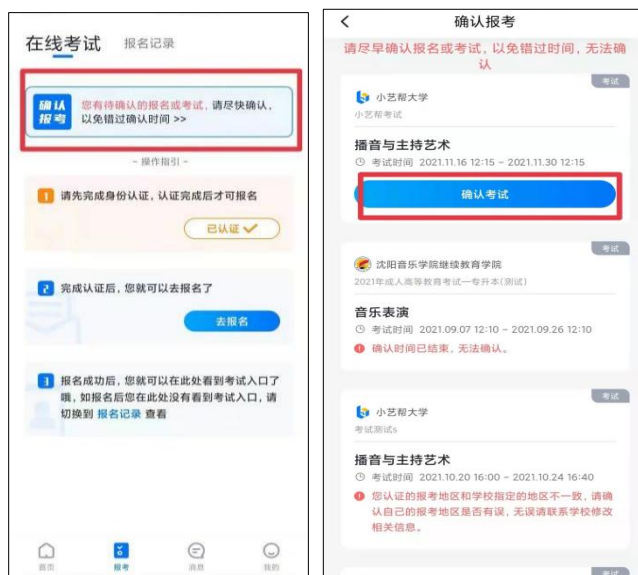 在线考试 报名记录
确认
报考
您有待确认的报名或考试, 请尽快确认,
以免错过确认时间 >>
- 操作指引 -
1 请先完成身份认证, 认证完成后才可报名
已认证
2 完成认证后, 您就可以去报名了
去报名
3 报名成功后, 您就可以在此处看到考试入口了
哦, 如报名后您在此处没有看到考试入口, 请
切换到 报名记录 查看
首页 报考 消息 我的
确认报考
请尽早确认报名或考试, 以免错过时间, 无法确
认
考试
小艺帮大学
小艺帮考试
播音与主持艺术
考试时间 2021.11.16 12:15 ~ 2021.11.30 12:15
确认考试
考试
沈阳音乐学院继续教育学院
2021年成人高等教育考试—专升本(测试)
音乐表演
考试时间 2021.09.07 12:10 ~ 2021.09.26 12:10
确认时间已结束, 无法确认。
考试
小艺帮大学
考试测试s
播音与主持艺术
考试时间 2021.10.20 16:00 ~ 2021.10.24 16:40
您认证的报考地区和学校指定的地区不一致, 请确
认自己的报考地区是否有误, 无误请联系学校修改
相关信息。
考试